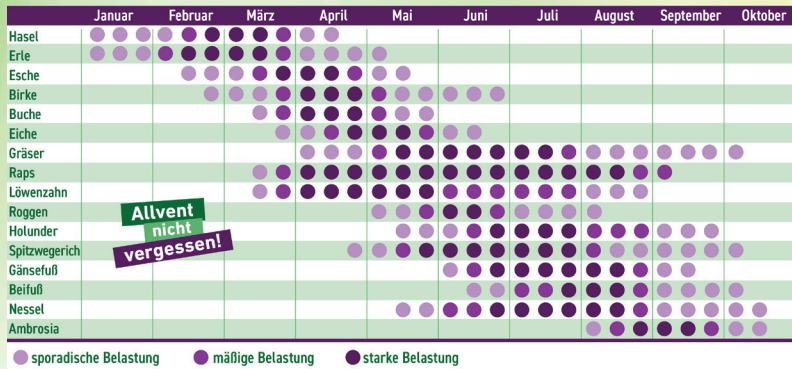 Januar Februar März April Mai Juni Juli August September Oktober
Hasel
Erle
Esche
Birke
Buche
Eiche
Gräser
Raps
Löwenzahn
Roggen
Holunder
Spitzwegerich
Gänsefuß
Beifuß
Nessel
Ambrosia
Allvent
nicht
vergessen!
sporadische Belastung mäßige Belastung starke Belastung